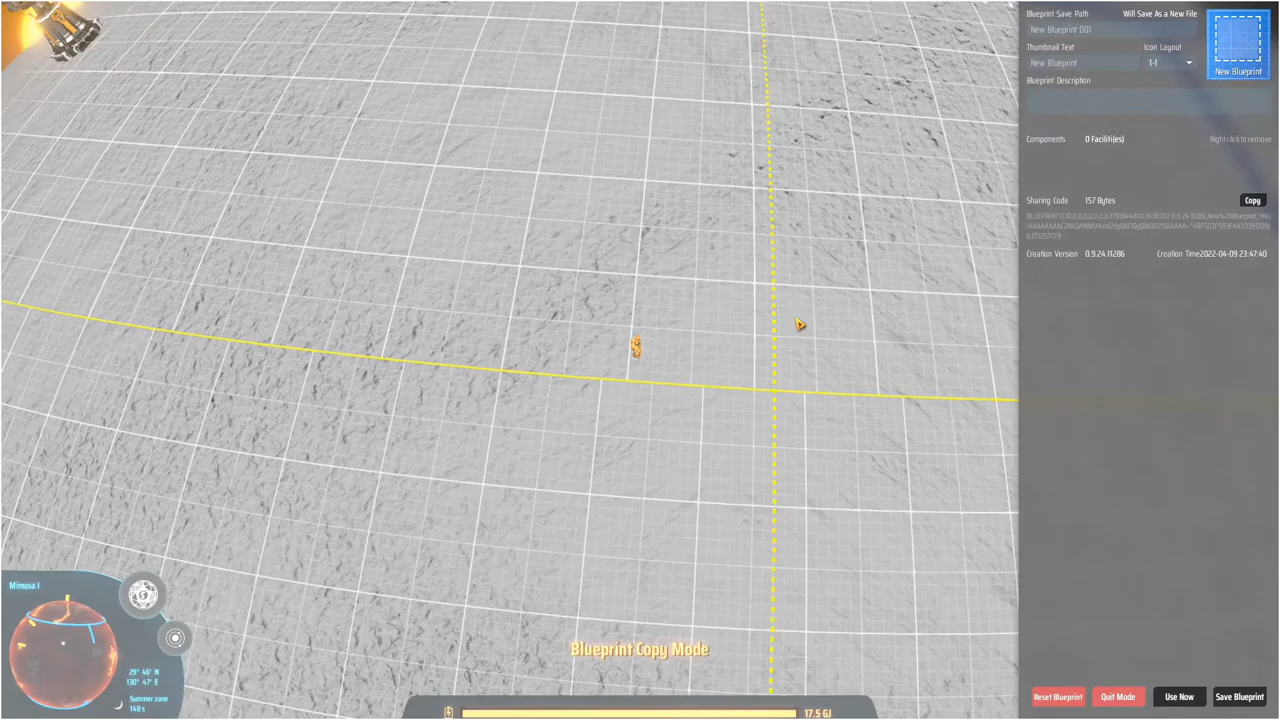 Blueprint Save Path Will Save As a New File
New Blueprint 001
Thumbnail Text Icon Layout
New Blueprint 1-1
New Blueprint
Blueprint Description
Components 0 Faciliti(es) Right click to remove
Sharing Code 157 Bytes Copy
Creation Version 0.9.24.11286 Creation Time2022-04-09 23:47:40
Mimosa I
29° 46° N
130° 47° E
Summer zone
148 s
Blueprint Copy Mode
17.5 GJ
Reset Blueprint Quit Mode Use Now Save Blueprint